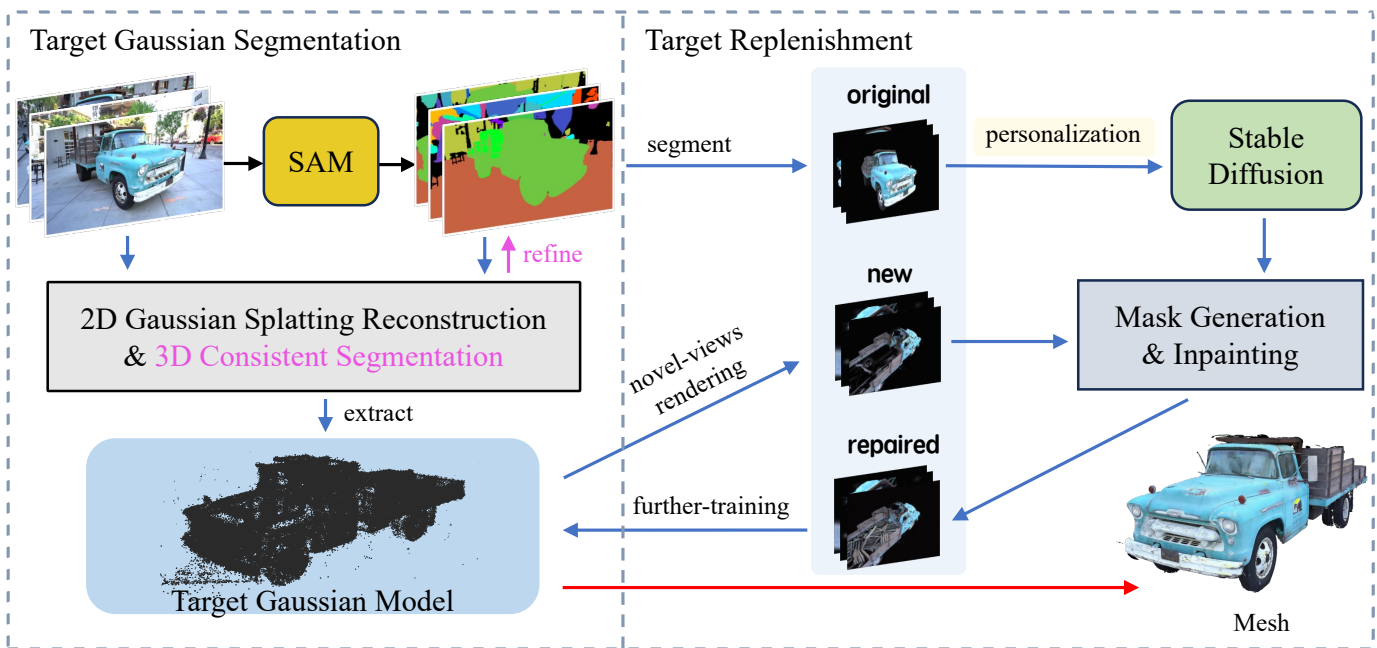 Target Gaussian Segmentation
SAM
refine
2D Gaussian Splatting Reconstruction
& 3D Consistent Segmentation
extract
Target Gaussian Model
Target Replenishment
segment
original
personalization
Stable
Diffusion
new
novel-views
rendering
Mask Generation
& Inpainting
repaired
further-training
Mesh